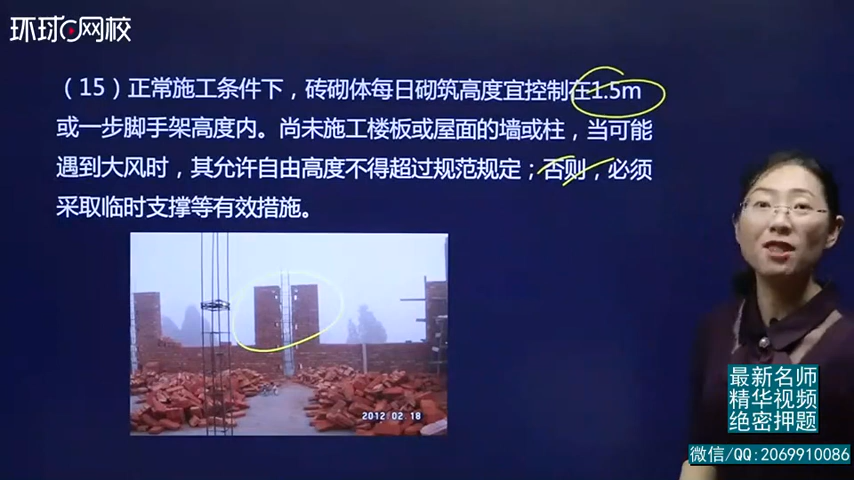 环球网校
（15）正常施工条件下，砖砌体每日砌筑高度宜控制在1.5m
或一步脚手架高度内。尚未施工楼板或屋面的墙或柱，当可能
遇到大风时，其允许自由高度不得超过规范规定；否则，必须
采取临时支撑等有效措施。
2012 02 18
最新名师
精华视频
绝密押题
微信/QQ:2069910086